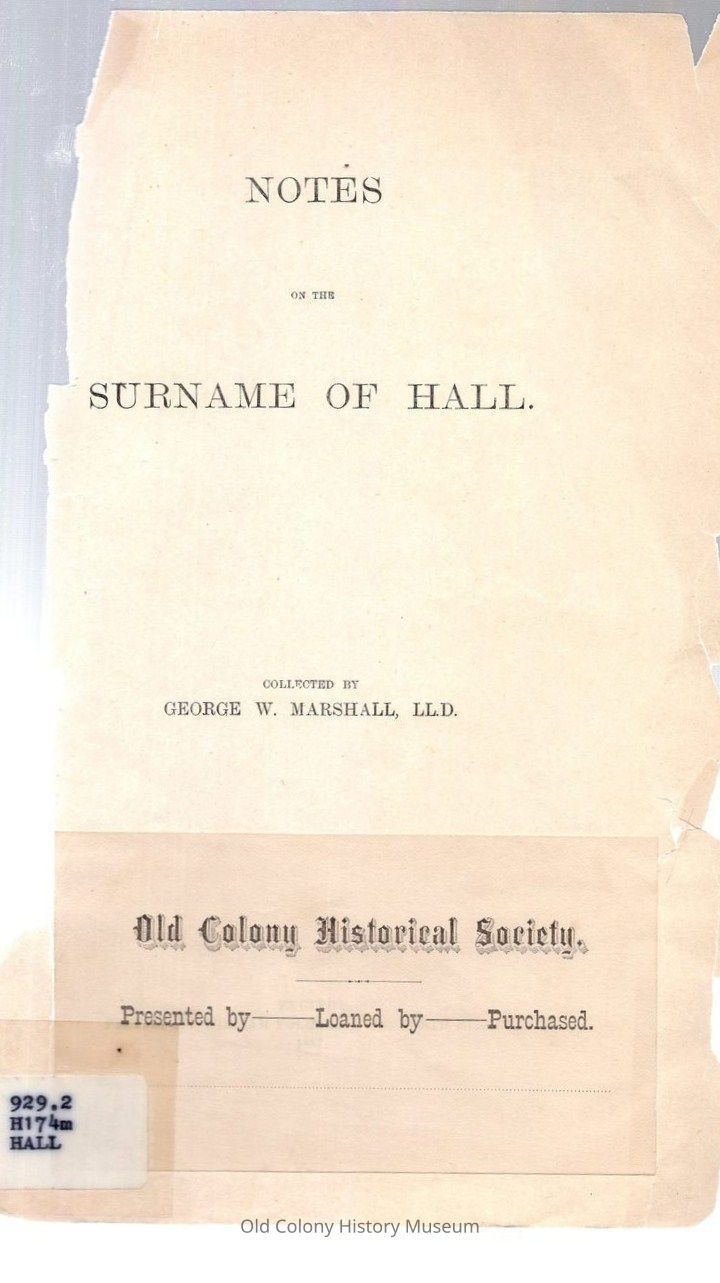 NOTES
ON THE
SURNAME OF HALL.
COLLECTED BY
GEORGE W. MARSHALL, LL.D.
Old Colony Historical Society.
Presented by——Loaned by——Purchased.
929.2
H174m
HALL
Old Colony History Museum